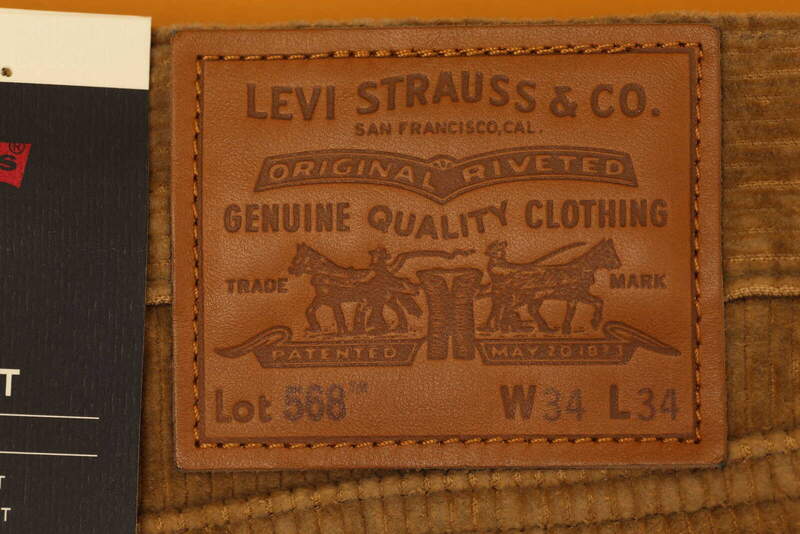 LEVI STRAUSS & CO.
SAN FRANCISCO, CAL.
ORIGINAL RIVETED
GENUINE QUALITY CLOTHING
TRADE MARK
PATENTED MAY 20 1873
Lot 568™ W34 L34
s®
T
T
T